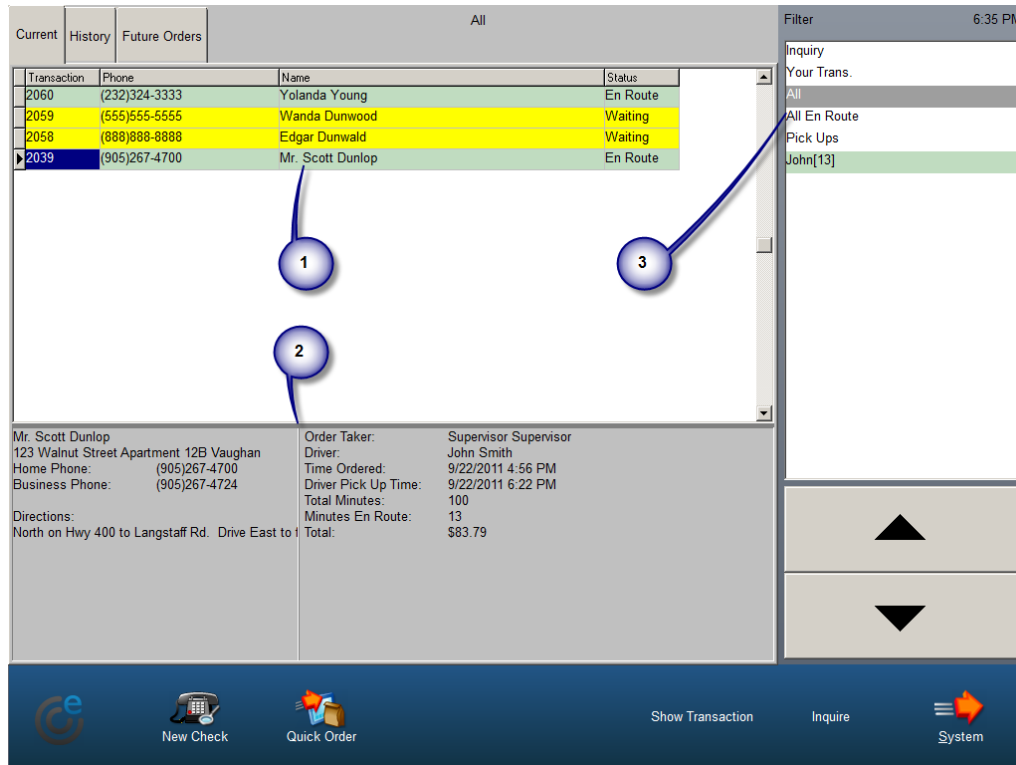 All
Filter 6:35 PM
Current History Future Orders
Inquiry
Your Trans.
All
All En Route
Pick Ups
John[13]
Transaction Phone Name Status
2060 (232)324-3333 Yolanda Young En Route
2059 (555)555-5555 Wanda Dunwood Waiting
2058 (888)888-8888 Edgar Dunwald Waiting
2039 (905)267-4700 Mr. Scott Dunlop En Route
1
3
2
Mr. Scott Dunlop
123 Walnut Street Apartment 12B Vaughan
Home Phone: (905)267-4700
Business Phone: (905)267-4724
Directions:
North on Hwy 400 to Langstaff Rd. Drive East to
Order Taker: Supervisor Supervisor
Driver: John Smith
Time Ordered: 9/22/2011 4:56 PM
Driver Pick Up Time: 9/22/2011 6:22 PM
Total Minutes: 100
Minutes En Route: 13
Total: $83.79
e
New Check
Quick Order
Show Transaction
Inquire
System